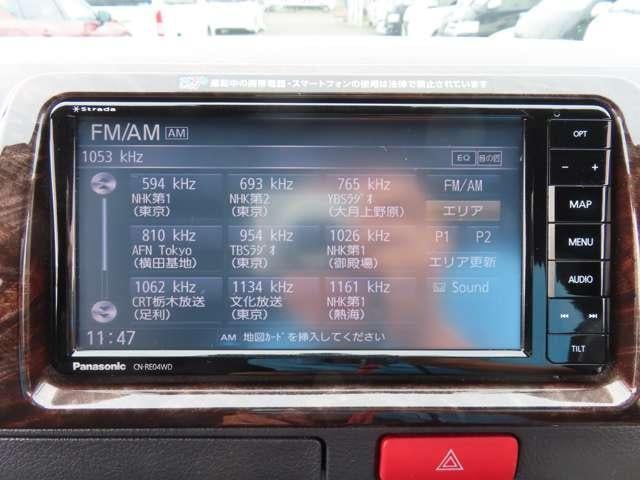 運転中の携帯電話・スマートフォンの使用は法律で禁止されています
Strada
FM/AM AM
1053 kHz
EQ 音の匠
594 kHz 693 kHz 765 kHz FM/AM
NHK第1 NHK第2 YBSラジオ
(東京) (東京) (大月上野原) エリア
810 kHz 954 kHz 1026 kHz P1 P2
AFN Tokyo TBSラジオ NHK第1
(横田基地) (東京) (御殿場) エリア更新
1062 kHz 1134 kHz 1161 kHz Sound
CRT栃木放送 文化放送 NHK第1
(足利) (東京) (熱海)
11:47 AM 地図カードを挿入してください
Panasonic CN-RE04WD
OPT
− +
MAP
MENU
AUDIO
TILT